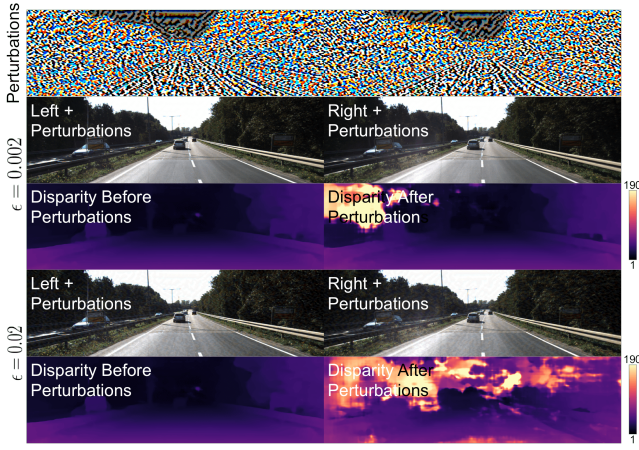 Perturbations
Left +
Perturbations
Right +
Perturbations
ϵ = 0.002
Disparity Before
Perturbations
Disparity After
Perturbations
190
1
Left +
Perturbations
Right +
Perturbations
ϵ = 0.02
Disparity Before
Perturbations
Disparity After
Perturbations
190
1